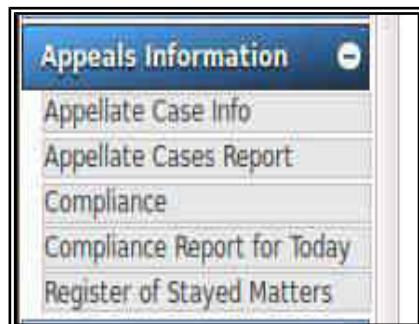 Appeals Information
Appellate Case Info
Appellate Cases Report
Compliance
Compliance Report for Today
Register of Stayed Matters